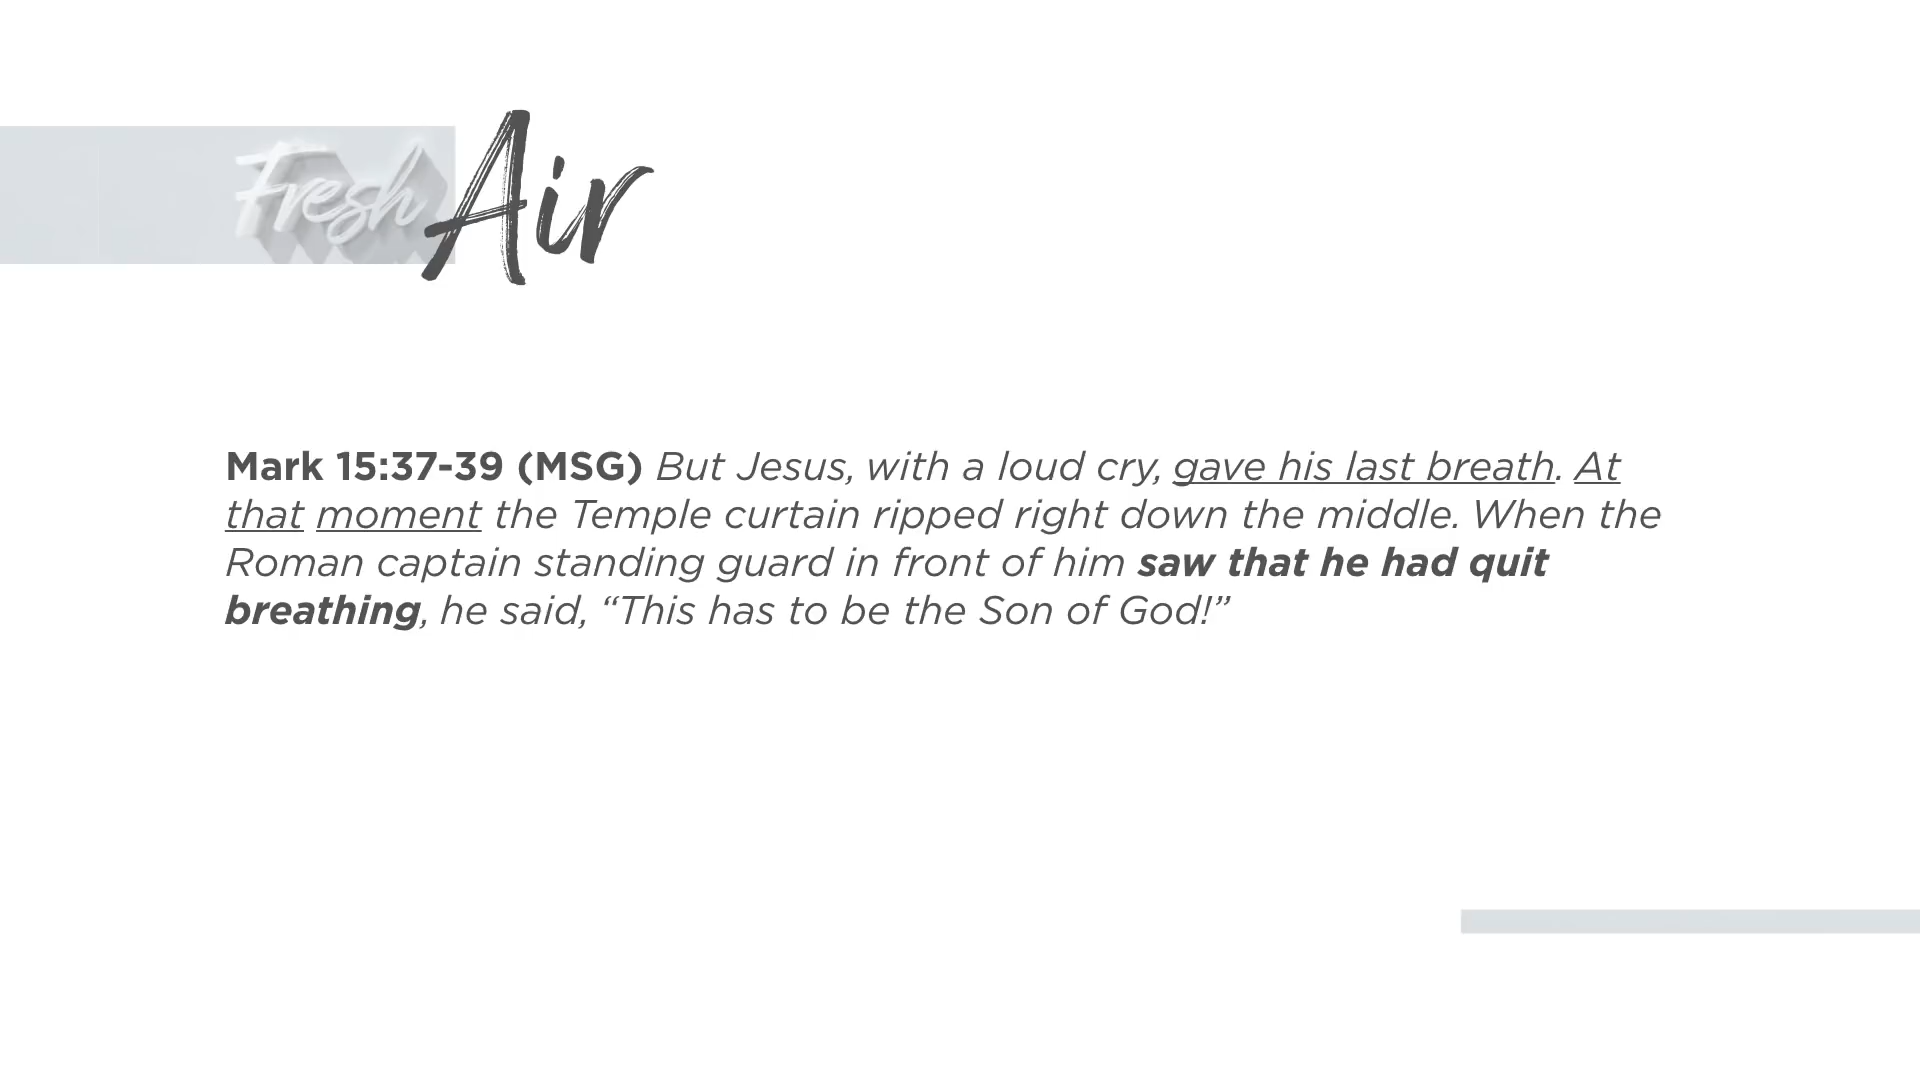 Fresh Air
Mark 15:37-39 (MSG) But Jesus, with a loud cry, gave his last breath. At
that moment the Temple curtain ripped right down the middle. When the
Roman captain standing guard in front of him saw that he had quit
breathing, he said, “This has to be the Son of God!”